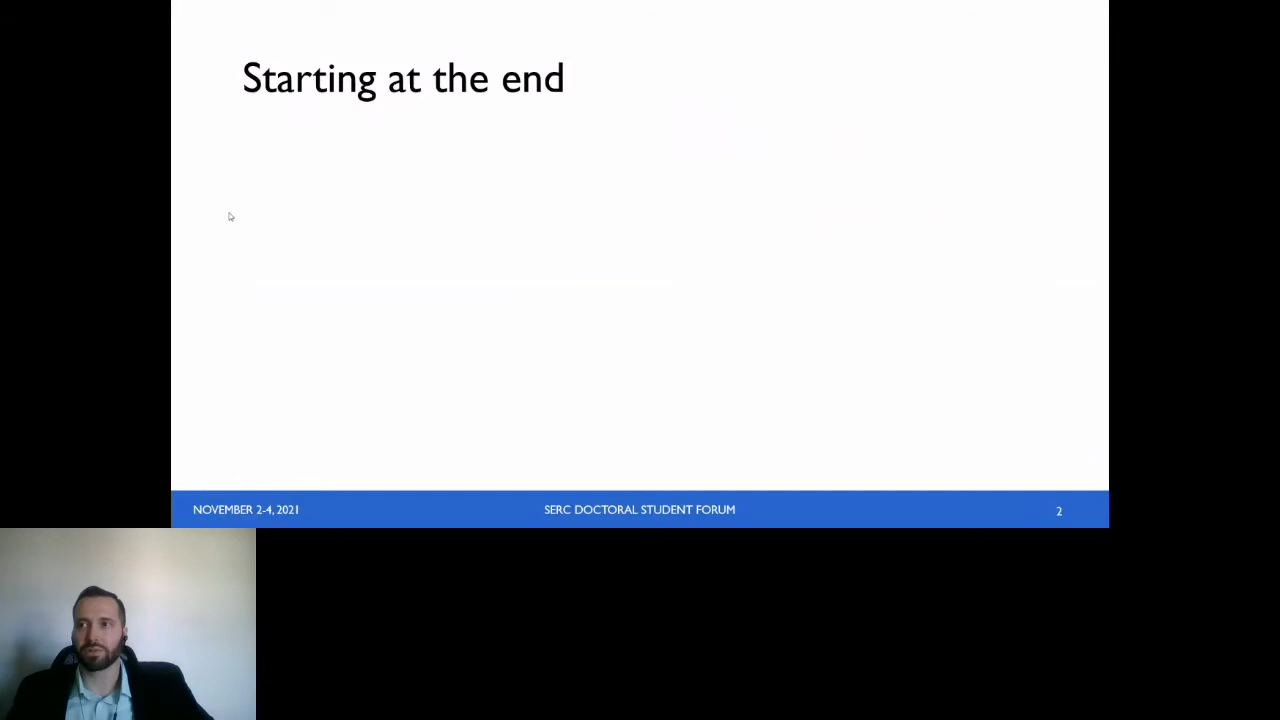 Starting at the end
NOVEMBER 2-4, 2021
SERC DOCTORAL STUDENT FORUM
2